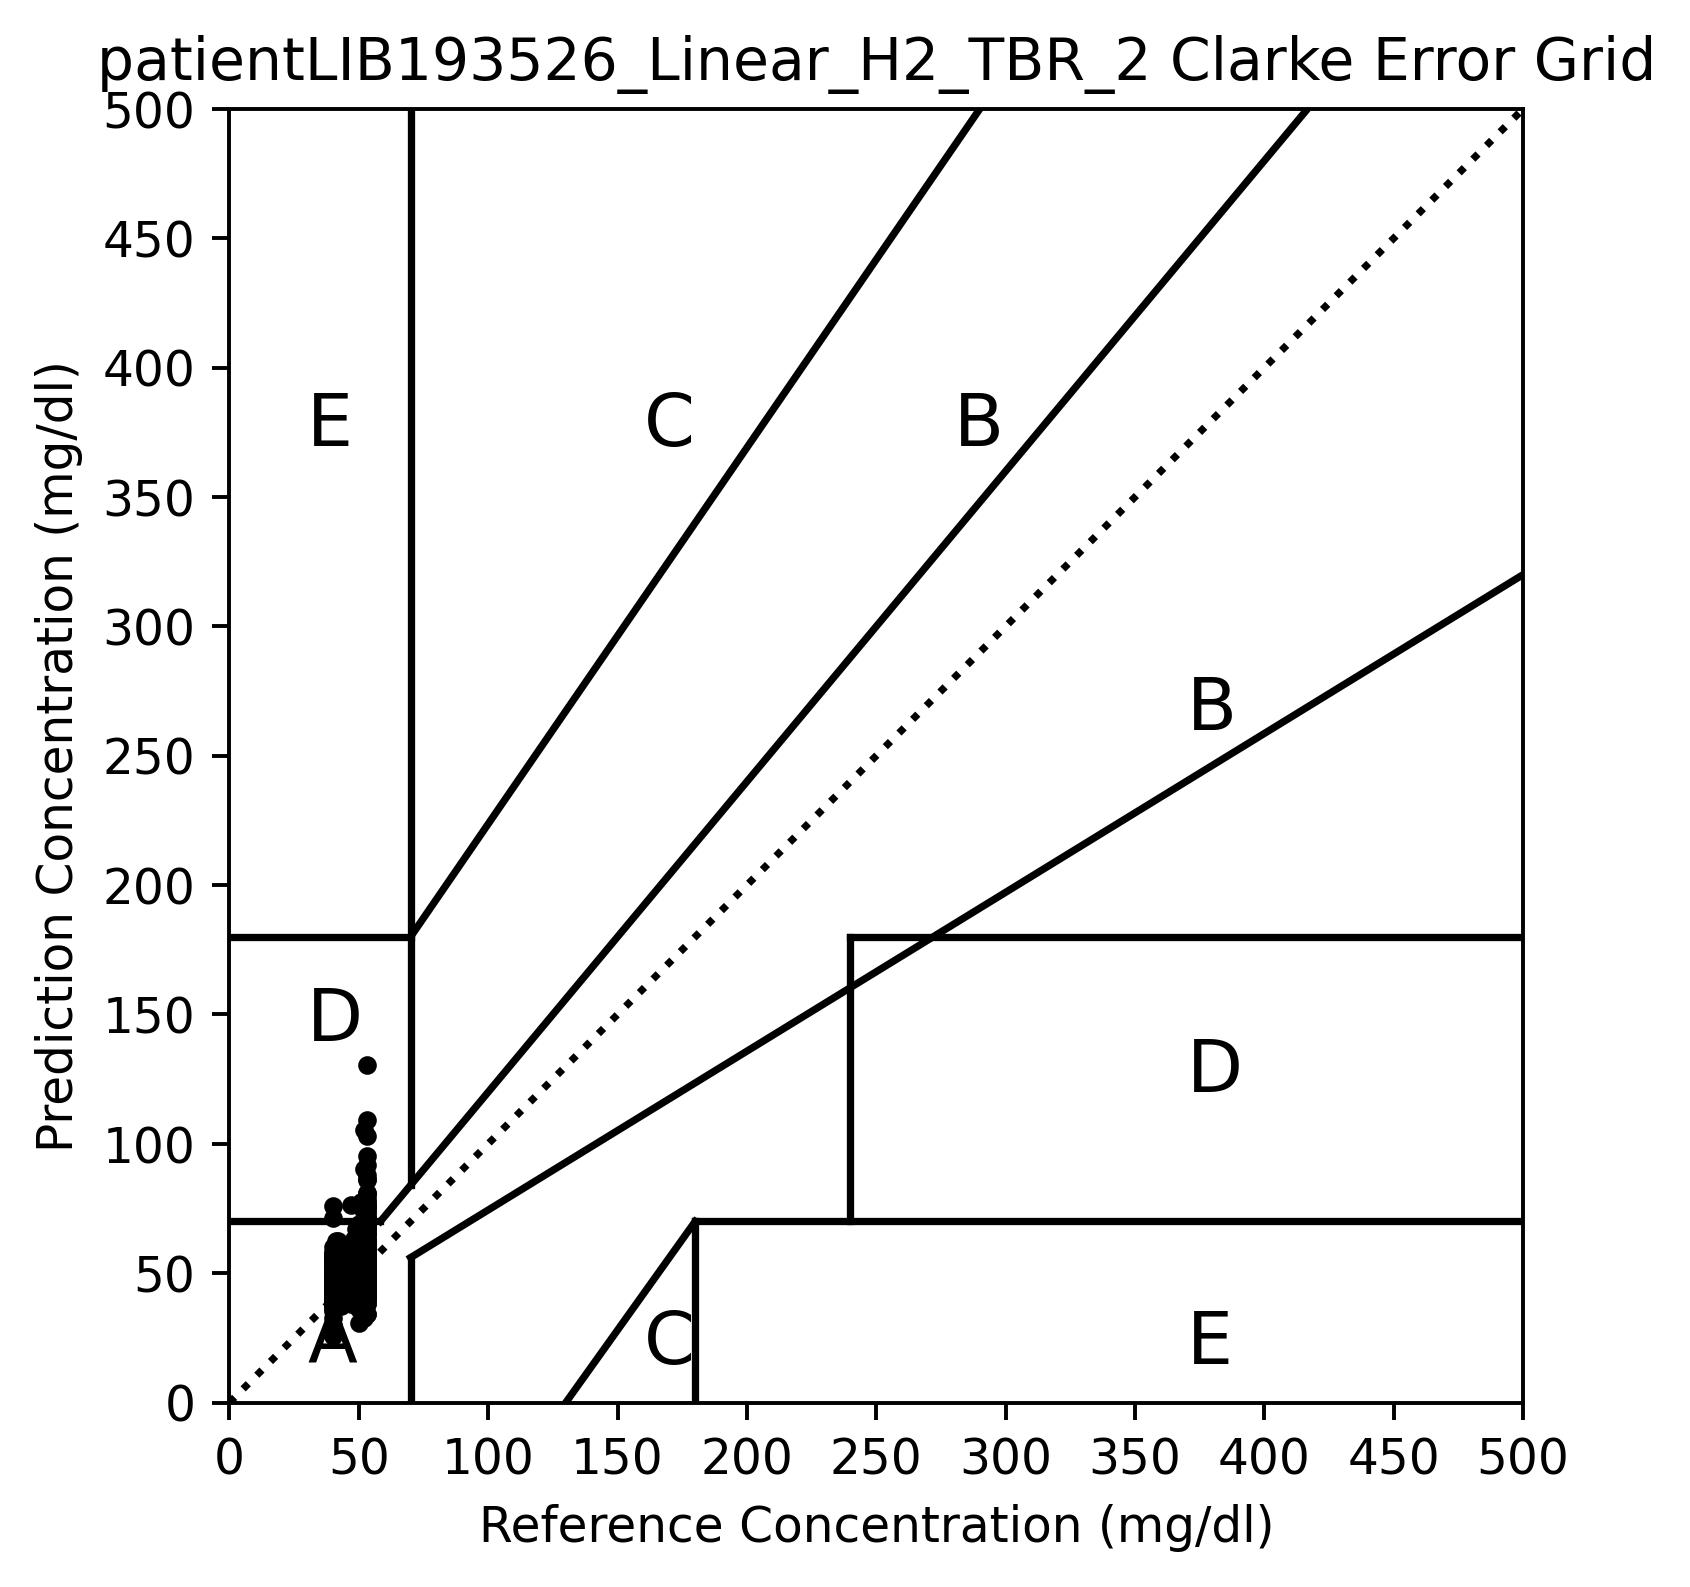 patientLIB193526_Linear_H2_TBR_2 Clarke Error Grid
500
450
400
350
300
250
200
150
100
50
0
Prediction Concentration (mg/dl)
E
C
B
B
D
D
A
C
E
0 50 100 150 200 250 300 350 400 450 500
Reference Concentration (mg/dl)